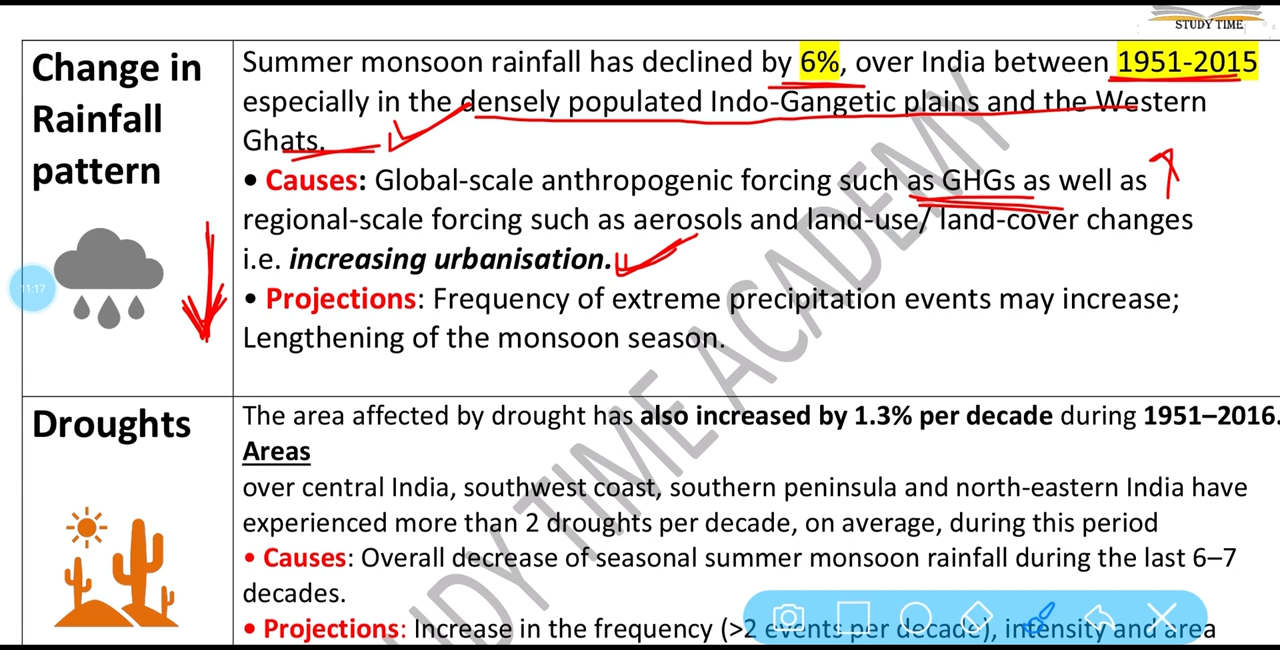 STUDY TIME
Change in
Rainfall
pattern
Summer monsoon rainfall has declined by 6%, over India between 1951-2015
especially in the densely populated Indo-Gangetic plains and the Western
Ghats.
• Causes: Global-scale anthropogenic forcing such as GHGs as well as
regional-scale forcing such as aerosols and land-use/ land-cover changes
i.e. increasing urbanisation.
• Projections: Frequency of extreme precipitation events may increase;
Lengthening of the monsoon season.
11:17
Droughts
The area affected by drought has also increased by 1.3% per decade during 1951–2016.
Areas
over central India, southwest coast, southern peninsula and north-eastern India have
experienced more than 2 droughts per decade, on average, during this period
• Causes: Overall decrease of seasonal summer monsoon rainfall during the last 6–7
decades.
• Projections: Increase in the frequency (>2 events per decade), intensity and area
STUDY TIME ACADEMY